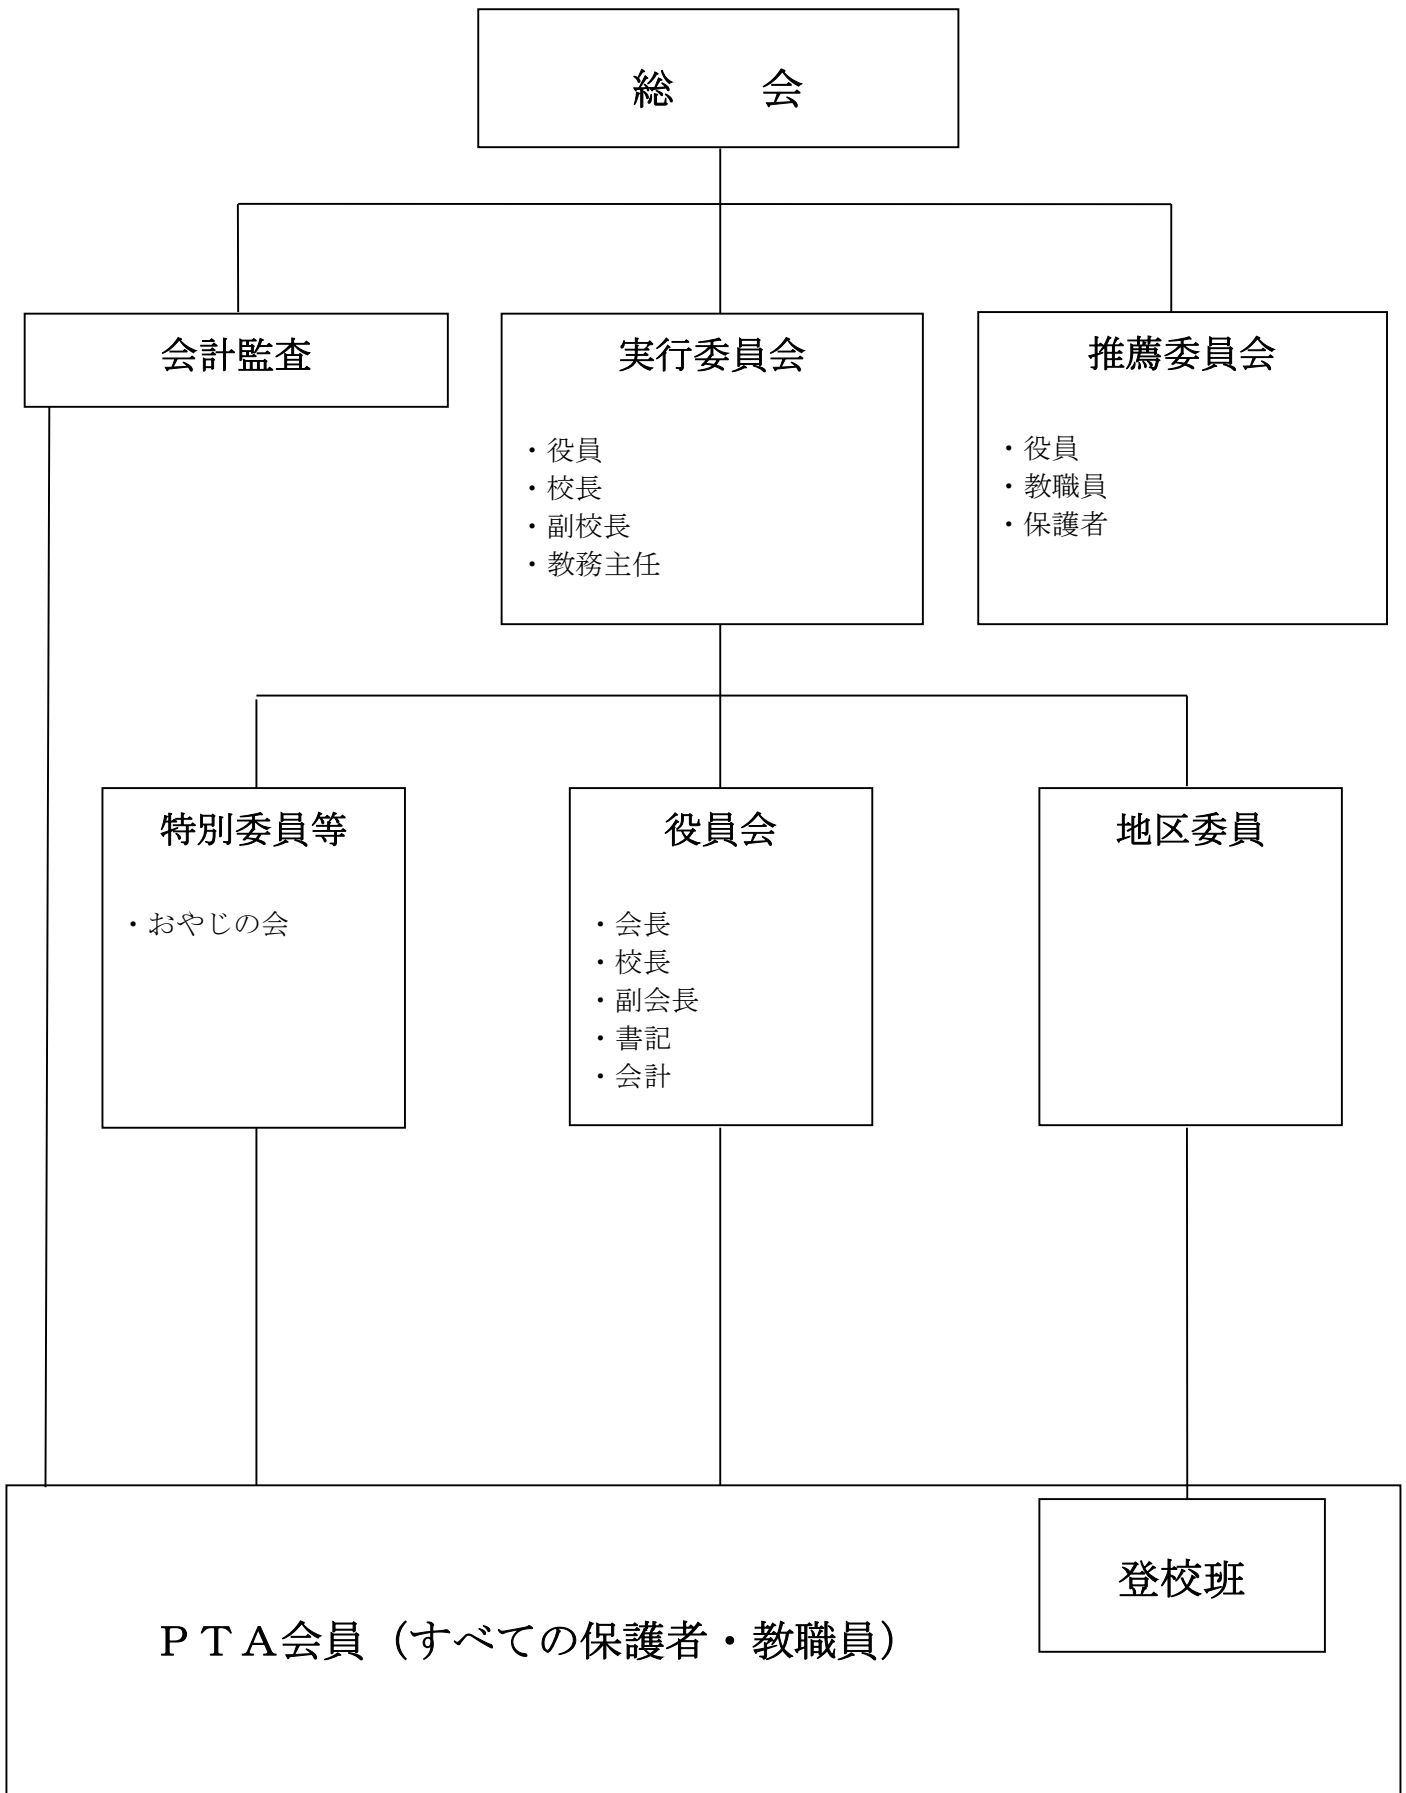 総　　会
会計監査
実行委員会
・役員
・校長
・副校長
・教務主任
推薦委員会
・役員
・教職員
・保護者
特別委員等
・おやじの会
役員会
・会長
・校長
・副会長
・書記
・会計
地区委員
登校班
ＰＴＡ会員（すべての保護者・教職員）